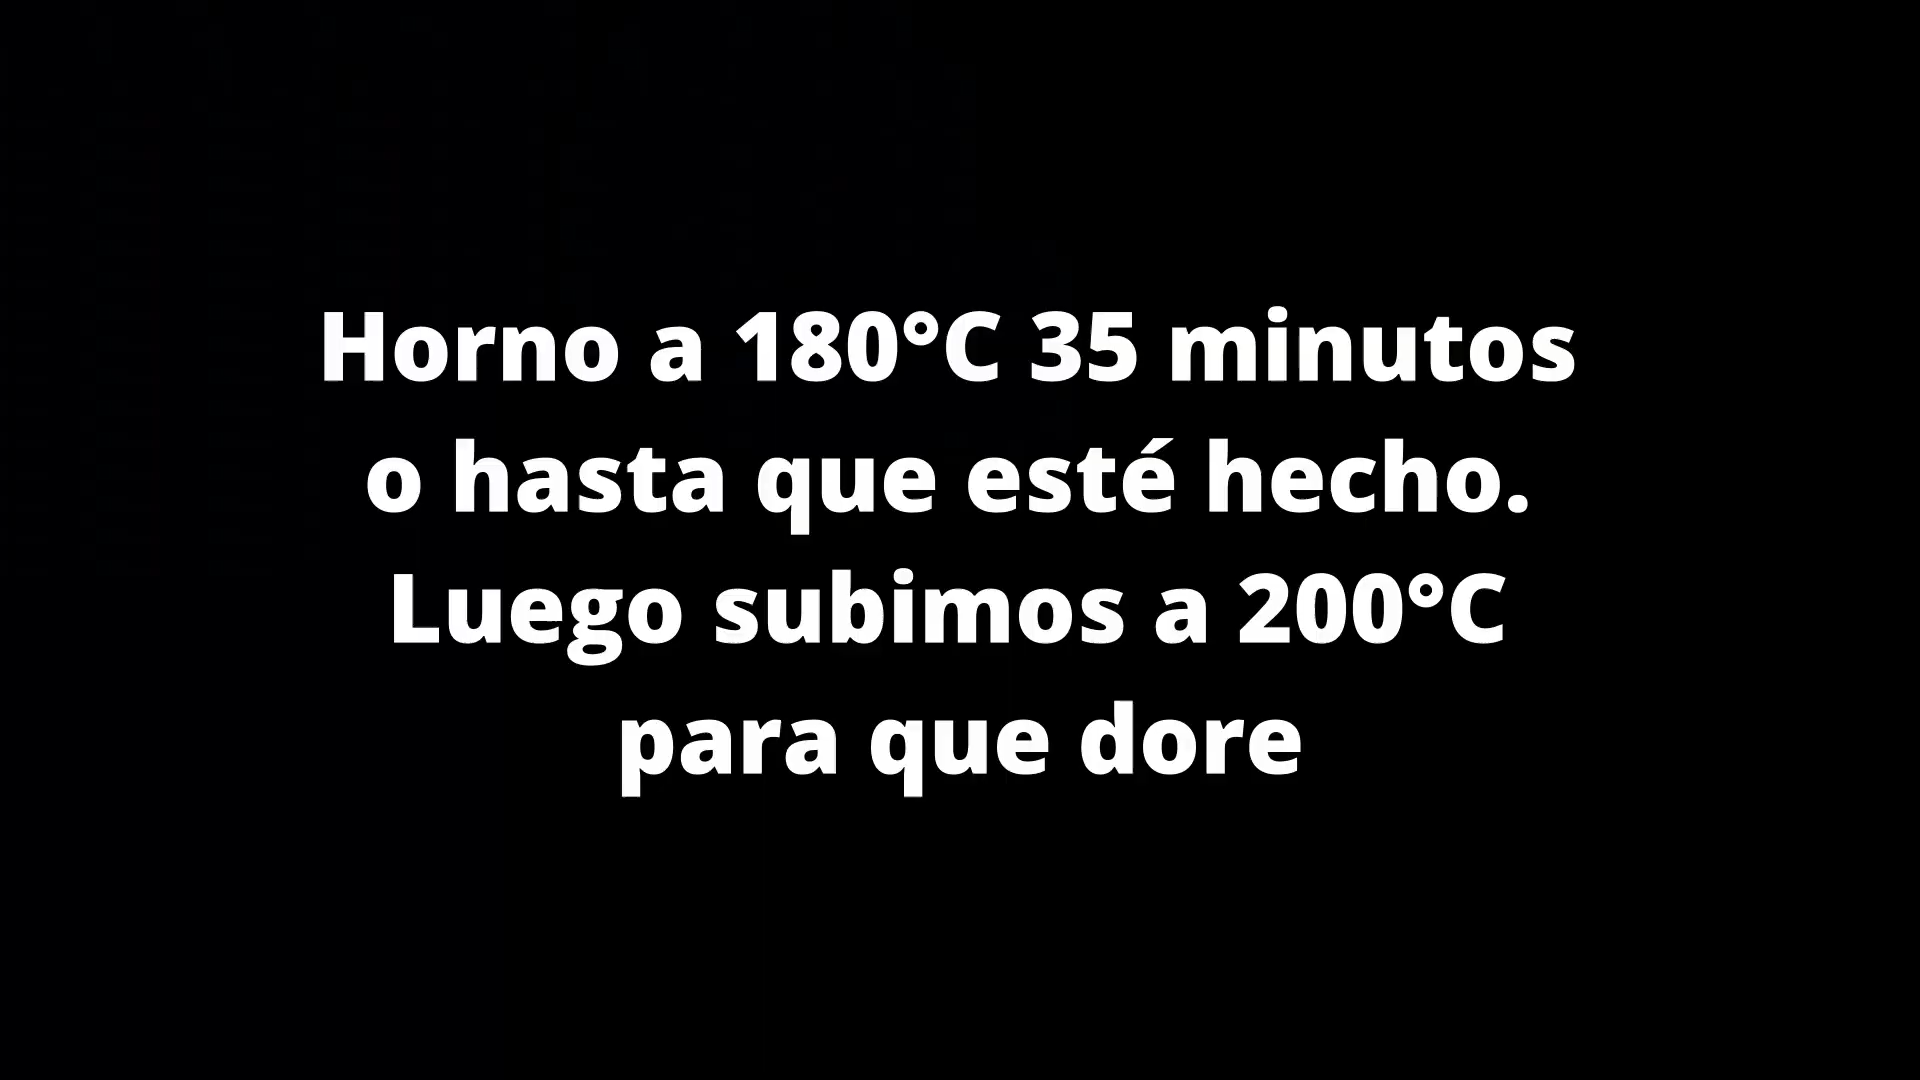 Horno a 180°C 35 minutos
o hasta que esté hecho.
Luego subimos a 200°C
para que dore